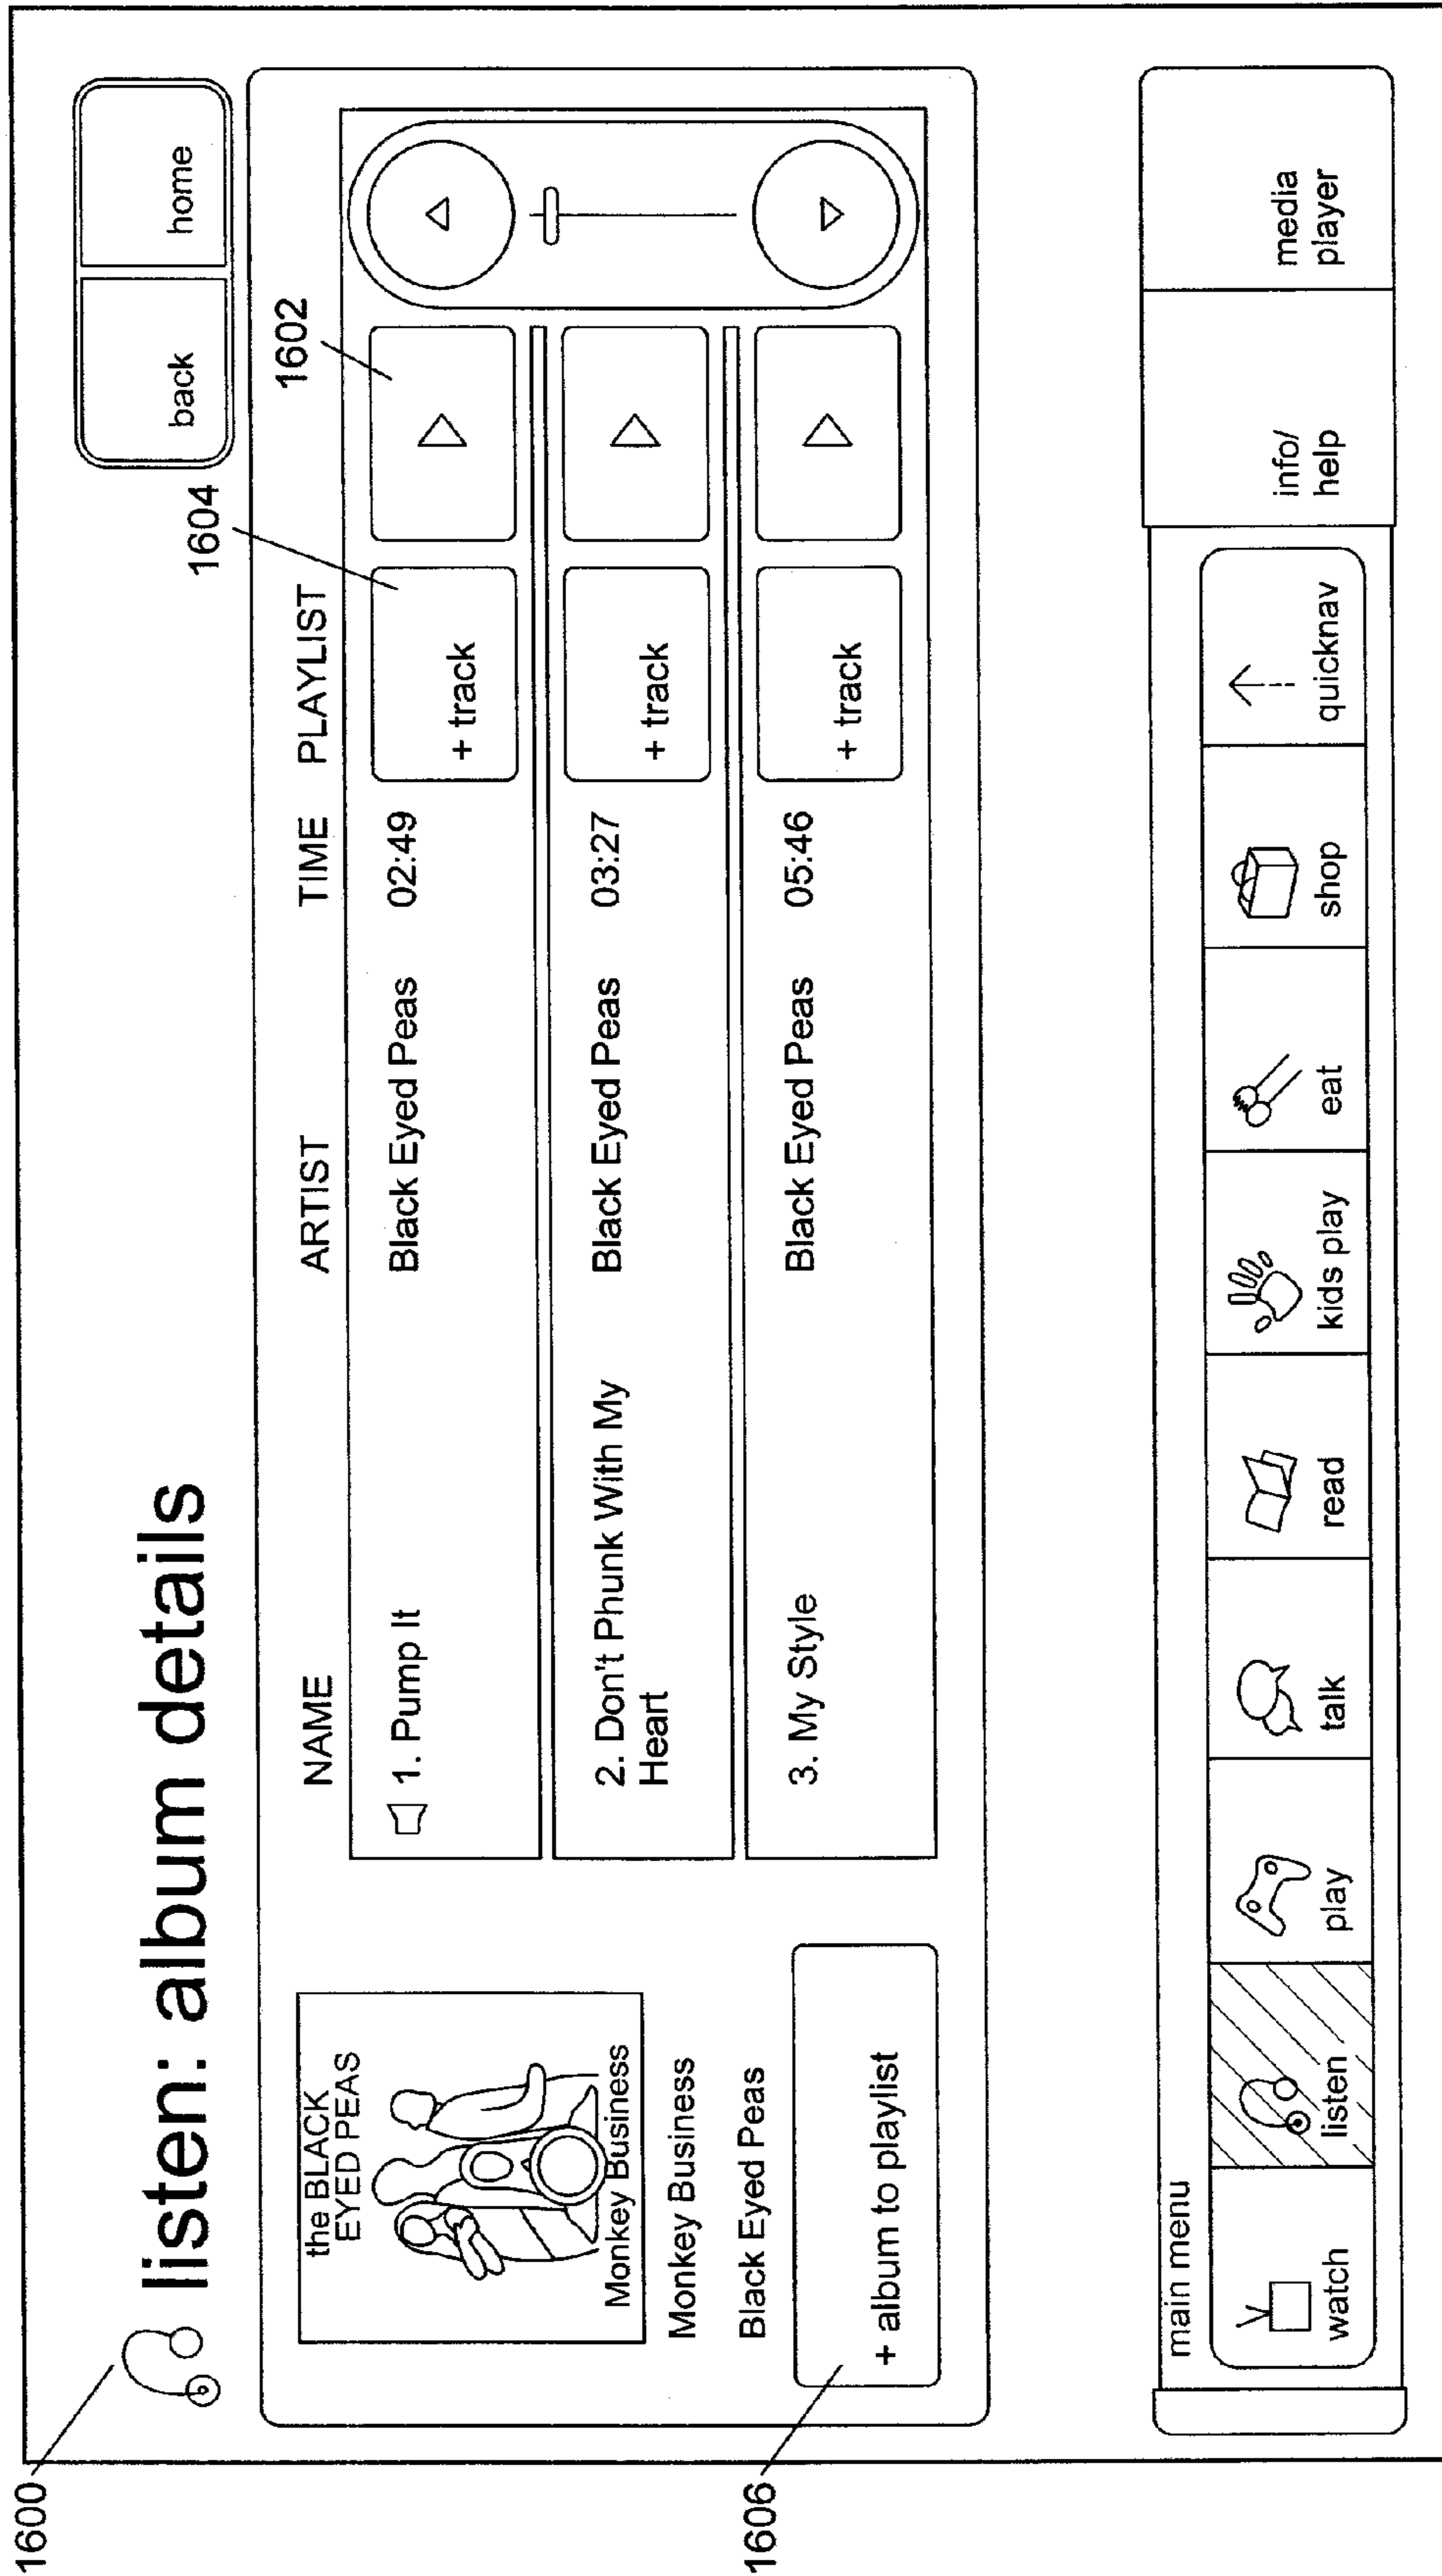 1600
listen: album details
back
home
1604
1602
the BLACK
EYED PEAS
Monkey Business
Monkey Business
Black Eyed Peas
+ album to playlist
1606
NAME ARTIST TIME PLAYLIST
1. Pump It Black Eyed Peas 02:49 + track
2. Don't Phunk With My Black Eyed Peas 03:27 + track
Heart
3. My Style Black Eyed Peas 05:46 + track
main menu
watch
listen
play
talk
read
kids play
eat
shop
quicknav
info/
help
media
player